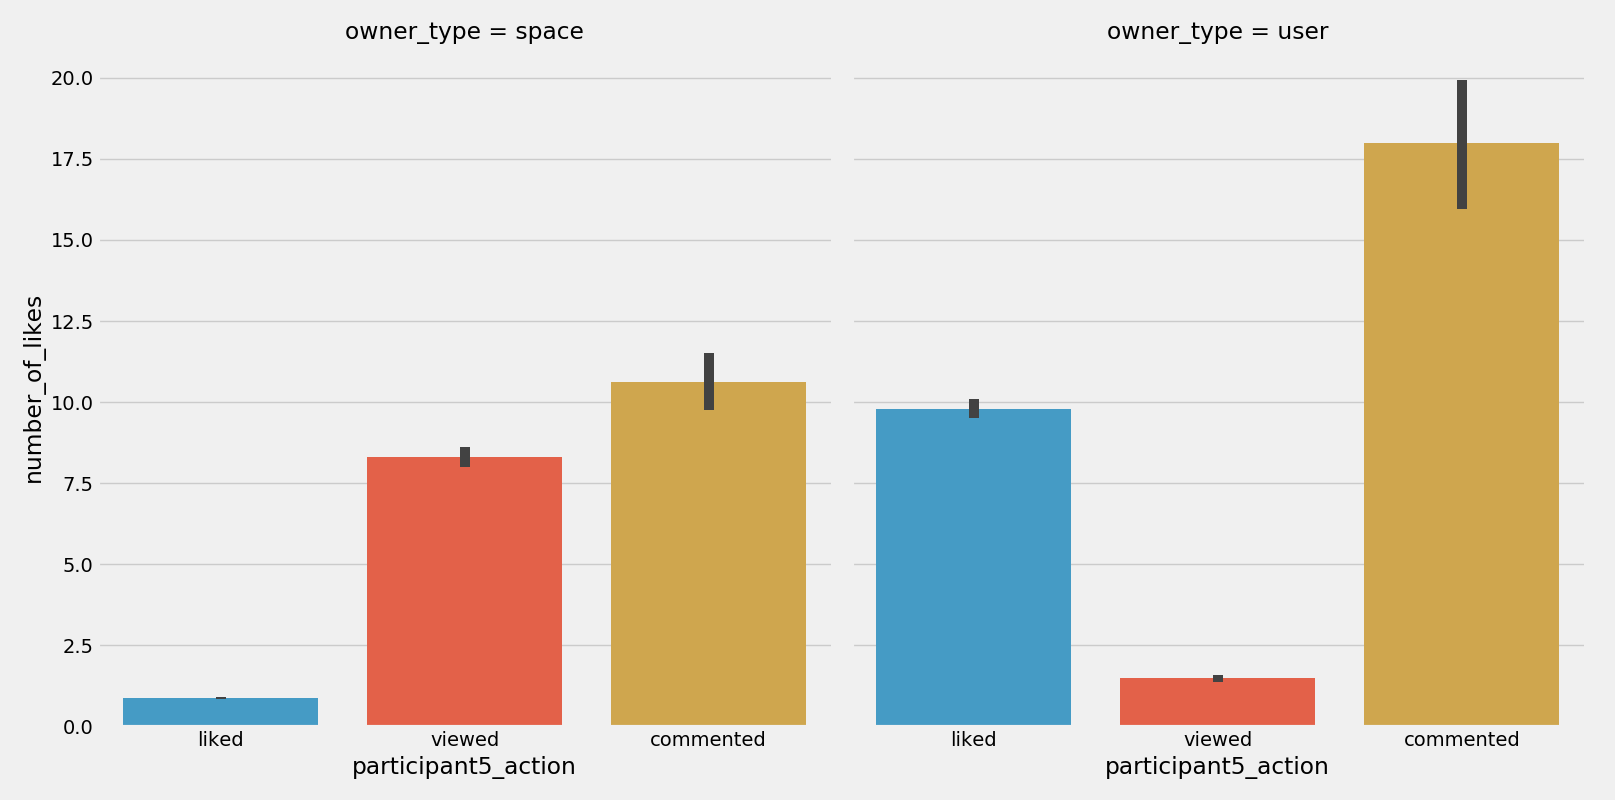 owner_type = space
owner_type = user
number_of_likes
20.0
17.5
15.0
12.5
10.0
7.5
5.0
2.5
0.0
liked viewed commented
participant5_action
liked viewed commented
participant5_action